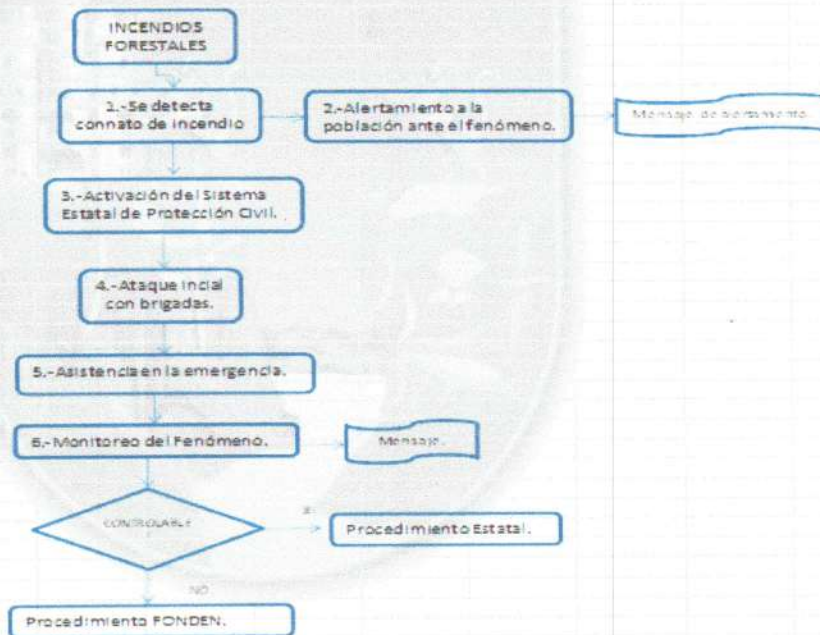 INCENDIOS
FORESTALES
1.-Se detecta
connato de incendio
2.-Alertamiento a la
población ante el fenómeno.
Mensaje de alertamento.
3.-Activación del Sistema
Estatal de Protección Civil.
4.-Ataque incial
con brigadas.
5.-Asistencia en la emergencia.
6.-Monitoreo del Fenómeno.
Mensaje.
CONTROLABLE
Procedimiento Estatal.
NO
Procedimiento FONDEN.